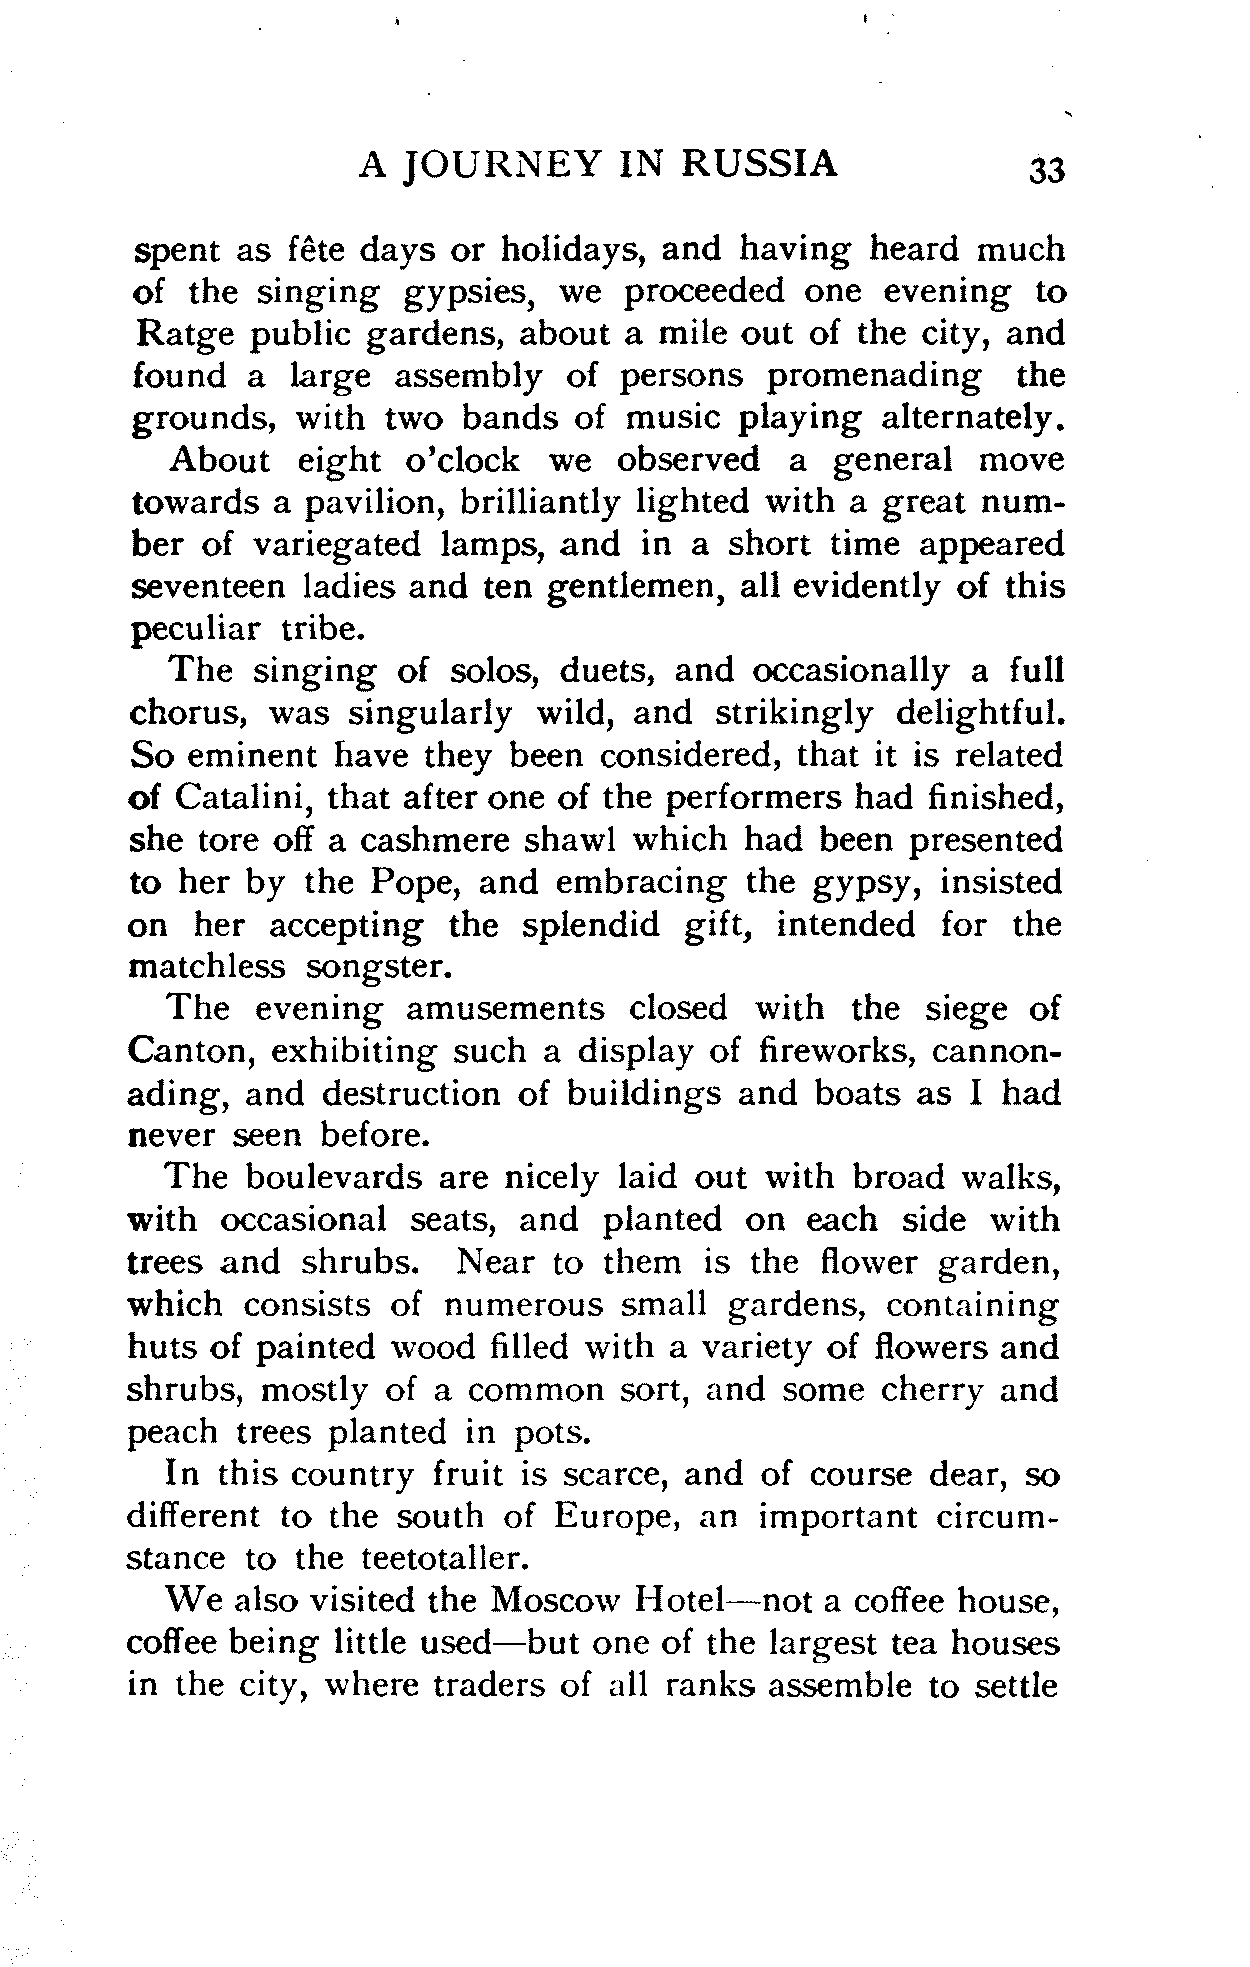 A JOURNEY IN RUSSIA 33
spent as fête days or holidays, and having heard much
of the singing gypsies, we proceeded one evening to
Ratge public gardens, about a mile out of the city, and
found a large assembly of persons promenading the
grounds, with two bands of music playing alternately.
About eight o'clock we observed a general move
towards a pavilion, brilliantly lighted with a great num-
ber of variegated lamps, and in a short time appeared
seventeen ladies and ten gentlemen, all evidently of this
peculiar tribe.
The singing of solos, duets, and occasionally a full
chorus, was singularly wild, and strikingly delightful.
So eminent have they been considered, that it is related
of Catalini, that after one of the performers had finished,
she tore off a cashmere shawl which had been presented
to her by the Pope, and embracing the gypsy, insisted
on her accepting the splendid gift, intended for the
matchless songster.
The evening amusements closed with the siege of
Canton, exhibiting such a display of fireworks, cannon-
ading, and destruction of buildings and boats as I had
never seen before.
The boulevards are nicely laid out with broad walks,
with occasional seats, and planted on each side with
trees and shrubs. Near to them is the flower garden,
which consists of numerous small gardens, containing
huts of painted wood filled with a variety of flowers and
shrubs, mostly of a common sort, and some cherry and
peach trees planted in pots.
In this country fruit is scarce, and of course dear, so
different to the south of Europe, an important circum-
stance to the teetotaller.
We also visited the Moscow Hotel—not a coffee house,
coffee being little used—but one of the largest tea houses
in the city, where traders of all ranks assemble to settle